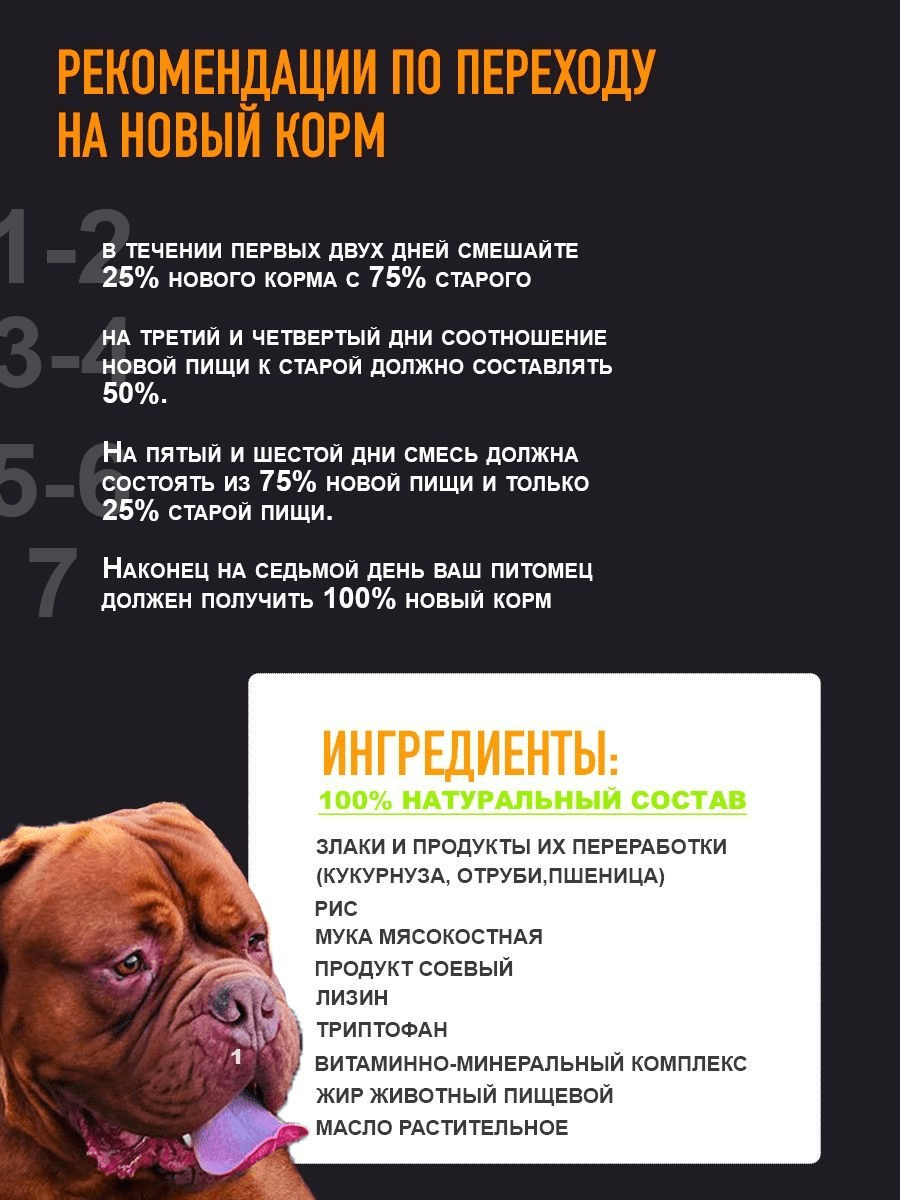 РЕКОМЕНДАЦИИ ПО ПЕРЕХОДУ
НА НОВЫЙ КОРМ
1-2
В ТЕЧЕНИИ ПЕРВЫХ ДВУХ ДНЕЙ СМЕШАЙТЕ
25% НОВОГО КОРМА С 75% СТАРОГО
3-4
НА ТРЕТИЙ И ЧЕТВЕРТЫЙ ДНИ СООТНОШЕНИЕ
НОВОЙ ПИЩИ К СТАРОЙ ДОЛЖНО СОСТАВЛЯТЬ
50%.
5-6
НА ПЯТЫЙ И ШЕСТОЙ ДНИ СМЕСЬ ДОЛЖНА
СОСТОЯТЬ ИЗ 75% НОВОЙ ПИЩИ И ТОЛЬКО
25% СТАРОЙ ПИЩИ.
7
НАКОНЕЦ НА СЕДЬМОЙ ДЕНЬ ВАШ ПИТОМЕЦ
ДОЛЖЕН ПОЛУЧИТЬ 100% НОВЫЙ КОРМ
ИНГРЕДИЕНТЫ:
100% НАТУРАЛЬНЫЙ СОСТАВ
ЗЛАКИ И ПРОДУКТЫ ИХ ПЕРЕРАБОТКИ
(КУКУРНУЗА, ОТРУБИ,ПШЕНИЦА)
РИС
МУКА МЯСОКОСТНАЯ
ПРОДУКТ СОЕВЫЙ
ЛИЗИН
ТРИПТОФАН
1
ВИТАМИННО-МИНЕРАЛЬНЫЙ КОМПЛЕКС
ЖИР ЖИВОТНЫЙ ПИЩЕВОЙ
МАСЛО РАСТИТЕЛЬНОЕ